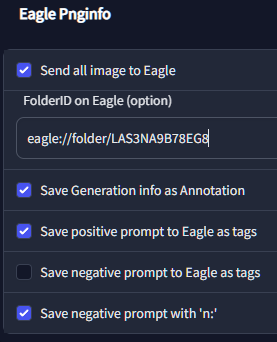 Eagle Pnginfo
Send all image to Eagle
FolderID on Eagle (option)
eagle://folder/LAS3NA9B78EG8
Save Generation info as Annotation
Save positive prompt to Eagle as tags
Save negative prompt to Eagle as tags
Save negative prompt with 'n:'